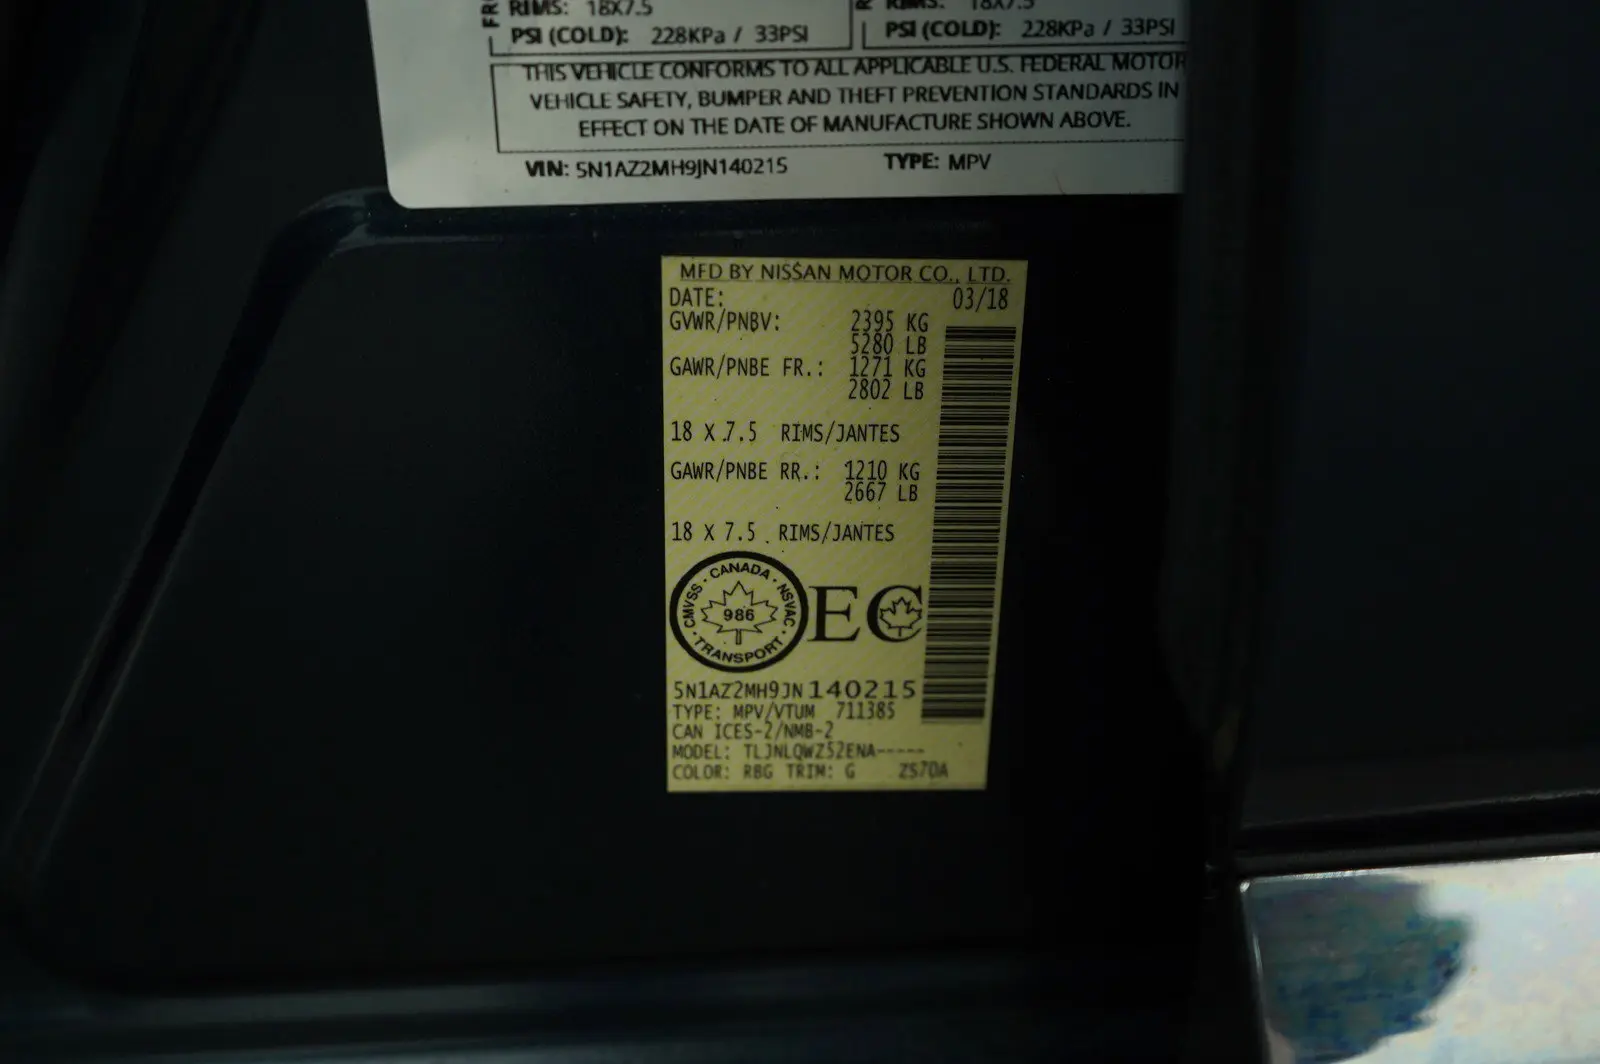 FR
RIMS: 18X7.5
RIMS: 18X7.5
PSI (COLD): 228KPa / 33PSI
PSI (COLD): 228KPa / 33PSI
THIS VEHICLE CONFORMS TO ALL APPLICABLE U.S. FEDERAL MOTOR
VEHICLE SAFETY, BUMPER AND THEFT PREVENTION STANDARDS IN
EFFECT ON THE DATE OF MANUFACTURE SHOWN ABOVE.
VIN: 5N1AZ2MH9JN140215 TYPE: MPV
MFD BY NISSAN MOTOR CO., LTD.
DATE: 03/18
GVWR/PNBV: 2395 KG
5280 LB
GAWR/PNBE FR.: 1271 KG
2802 LB
18 X 7.5 RIMS/JANTES
GAWR/PNBE RR.: 1210 KG
2667 LB
18 X 7.5 RIMS/JANTES
CANADA · NSVAC · TRANSPORT · CMVSS ·
986
EC
5N1AZ2MH9JN140215
TYPE: MPV/VTUM 711385
CAN ICES-2/NMB-2
MODEL: TLJNLQWZ52ENA-----
COLOR: RBG TRIM: G ZS7OA